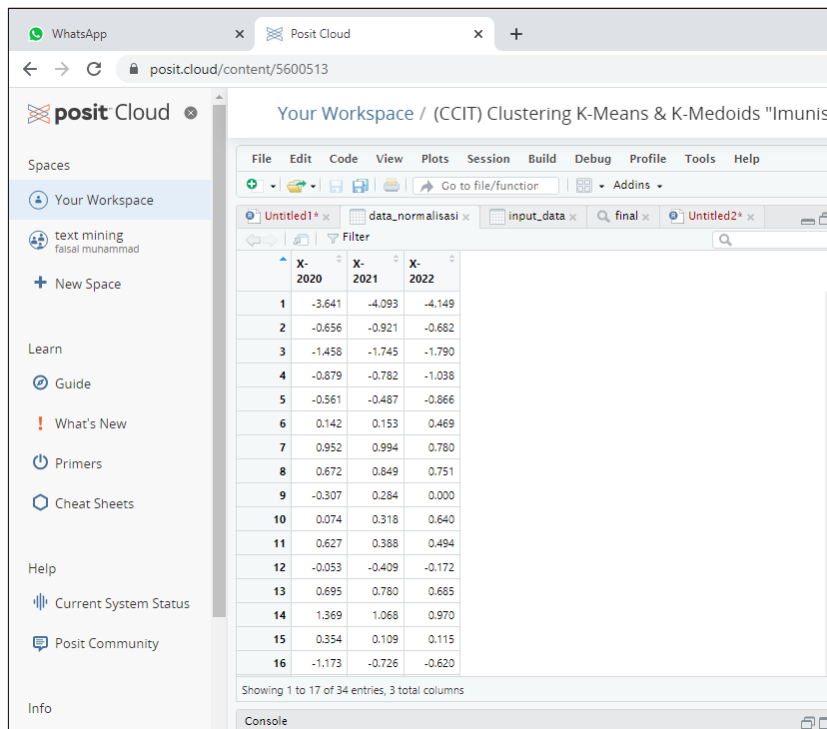 WhatsApp
Posit Cloud
posit.cloud/content/5600513
posit Cloud
Your Workspace / (CCIT) Clustering K-Means & K-Medoids "Imunis
Spaces
Your Workspace
text mining
faisal muhammad
New Space
Learn
Guide
What's New
Primers
Cheat Sheets
Help
Current System Status
Posit Community
Info
File Edit Code View Plots Session Build Debug Profile Tools Help
Go to file/function Addins
Untitled1* data_normalisasi input_data final Untitled2*
Filter
X-2020 X-2021 X-2022
1 -3.641 -4.093 -4.149
2 -0.656 -0.921 -0.682
3 -1.458 -1.745 -1.790
4 -0.879 -0.782 -1.038
5 -0.561 -0.487 -0.866
6 0.142 0.153 0.469
7 0.952 0.994 0.780
8 0.672 0.849 0.751
9 -0.307 0.284 0.000
10 0.074 0.318 0.640
11 0.627 0.388 0.494
12 -0.053 -0.409 -0.172
13 0.695 0.780 0.685
14 1.369 1.068 0.970
15 0.354 0.109 0.115
16 -1.173 -0.726 -0.620
Showing 1 to 17 of 34 entries, 3 total columns
Console